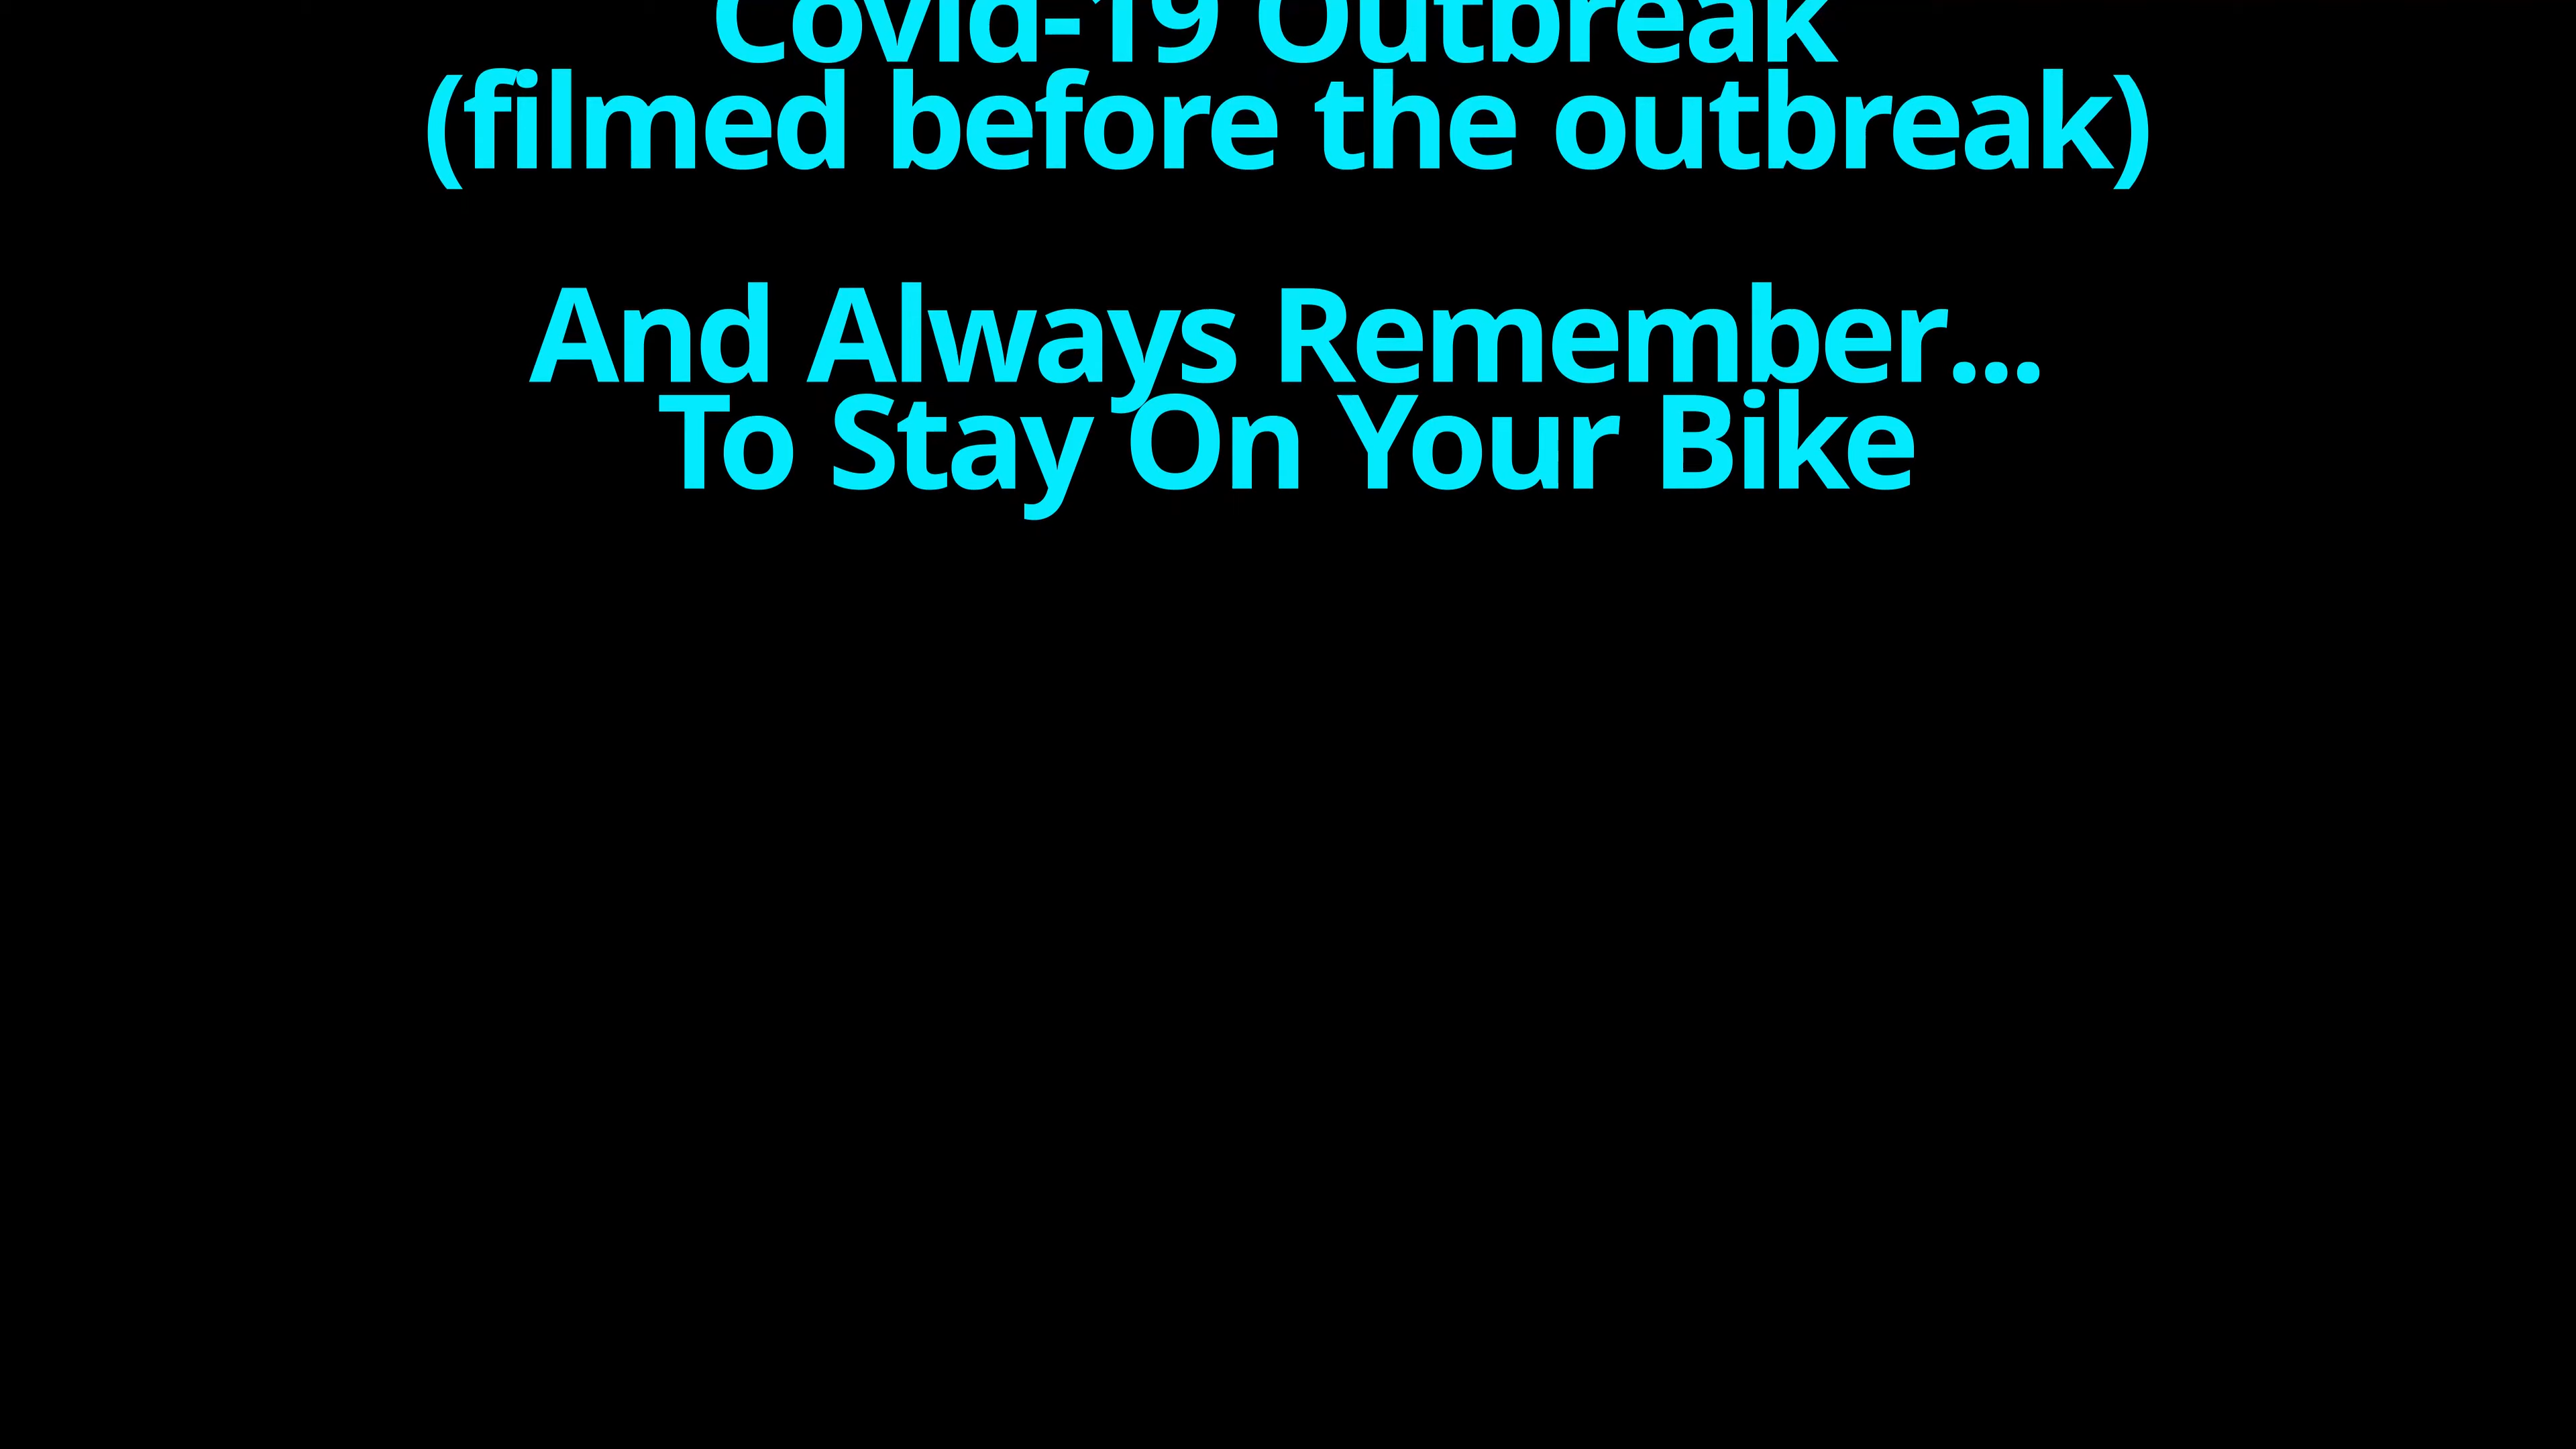 Covid-19 Outbreak
(filmed before the outbreak)
And Always Remember...
To Stay On Your Bike